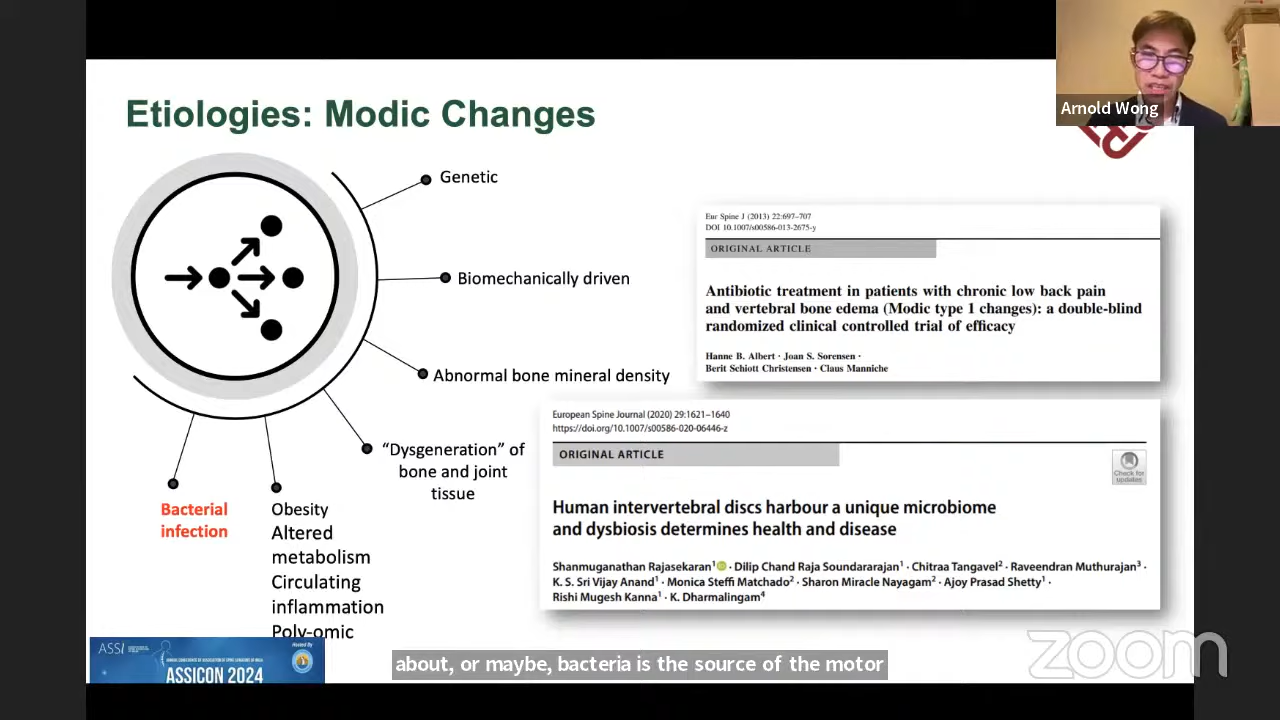 Arnold Wong
Etiologies: Modic Changes
Genetic
Biomechanically driven
Abnormal bone mineral density
“Dysgeneration” of
bone and joint
tissue
Bacterial
infection
Obesity
Altered
metabolism
Circulating
inflammation
Poly-omic
Eur Spine J (2013) 22:697–707
DOI 10.1007/s00586-013-2675-y
ORIGINAL ARTICLE
Antibiotic treatment in patients with chronic low back pain
and vertebral bone edema (Modic type 1 changes): a double-blind
randomized clinical controlled trial of efficacy
Hanne B. Albert · Joan S. Sorensen ·
Berit Schiott Christensen · Claus Manniche
European Spine Journal (2020) 29:1621–1640
https://doi.org/10.1007/s00586-020-06446-z
ORIGINAL ARTICLE
Check for
updates
Human intervertebral discs harbour a unique microbiome
and dysbiosis determines health and disease
Shanmuganathan Rajasekaran1 · Dilip Chand Raja Soundararajan1 · Chitraa Tangavel2 · Raveendran Muthurajan3 ·
K. S. Sri Vijay Anand1 · Monica Steffi Matchado2 · Sharon Miracle Nayagam2 · Ajoy Prasad Shetty1 ·
Rishi Mugesh Kanna1 · K. Dharmalingam4
ASSI
Hosted By
ASSICON 2024
about, or maybe, bacteria is the source of the motor
zoom